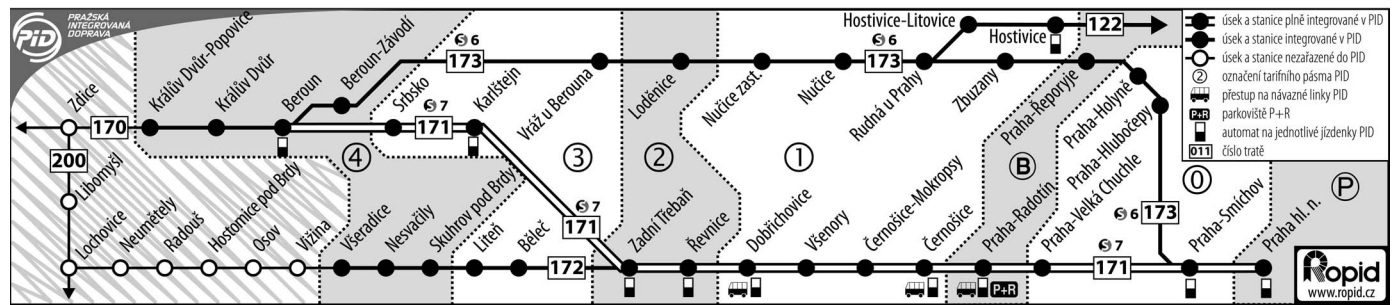 PID
PRAŽSKÁ
INTEGROVANÁ
DOPRAVA
Zdice
170
Králův Dvůr-Popovice
Králův Dvůr
Beroun
Beroun-Závodí
S 6
173
Srbsko
S 7
171
Karlštejn
Vráž u Berouna
Loděnice
Nučice zast.
Nučice
S 6
173
Rudná u Prahy
Hostivice-Litovice
Hostivice
122
Zbuzany
Praha-Řeporyje
Praha-Holyně
Praha-Hlubočepy
200
Libomyšl
Lochovice
Neumětely
Radouš
Hostomice pod Brdy
Osov
Vižina
Všeradice
Nesvačily
Skuhrov pod Brdy
Liteň
Běleč
172
S 7
171
Zadní Třebaň
Řevnice
Dobřichovice
Všenory
Černošice-Mokropsy
Černošice
Praha-Radotín
P+R
Praha-Velká Chuchle
S 6
173
S 7
171
Praha-Smíchov
Praha hl. n.
4
3
2
1
B
0
P
úsek a stanice plně integrované v PID
úsek a stanice integrované v PID
úsek a stanice nezařazené do PID
2 označení tarifního pásma PID
přestup na návazné linky PID
P+R parkoviště P+R
automat na jednotlivé jízdenky PID
011 číslo tratě
Ropid
www.ropid.cz